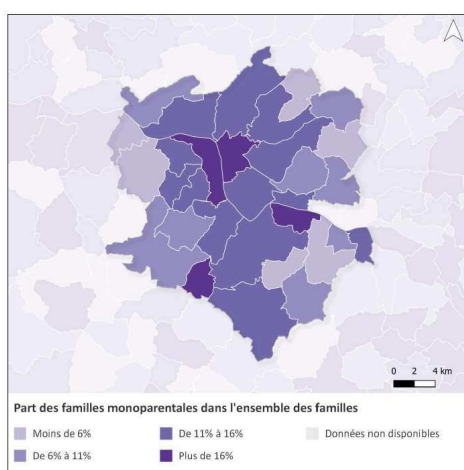 0 2 4 km
Part des familles monoparentales dans l'ensemble des familles
Moins de 6%
De 11% à 16%
Données non disponibles
De 6% à 11%
Plus de 16%